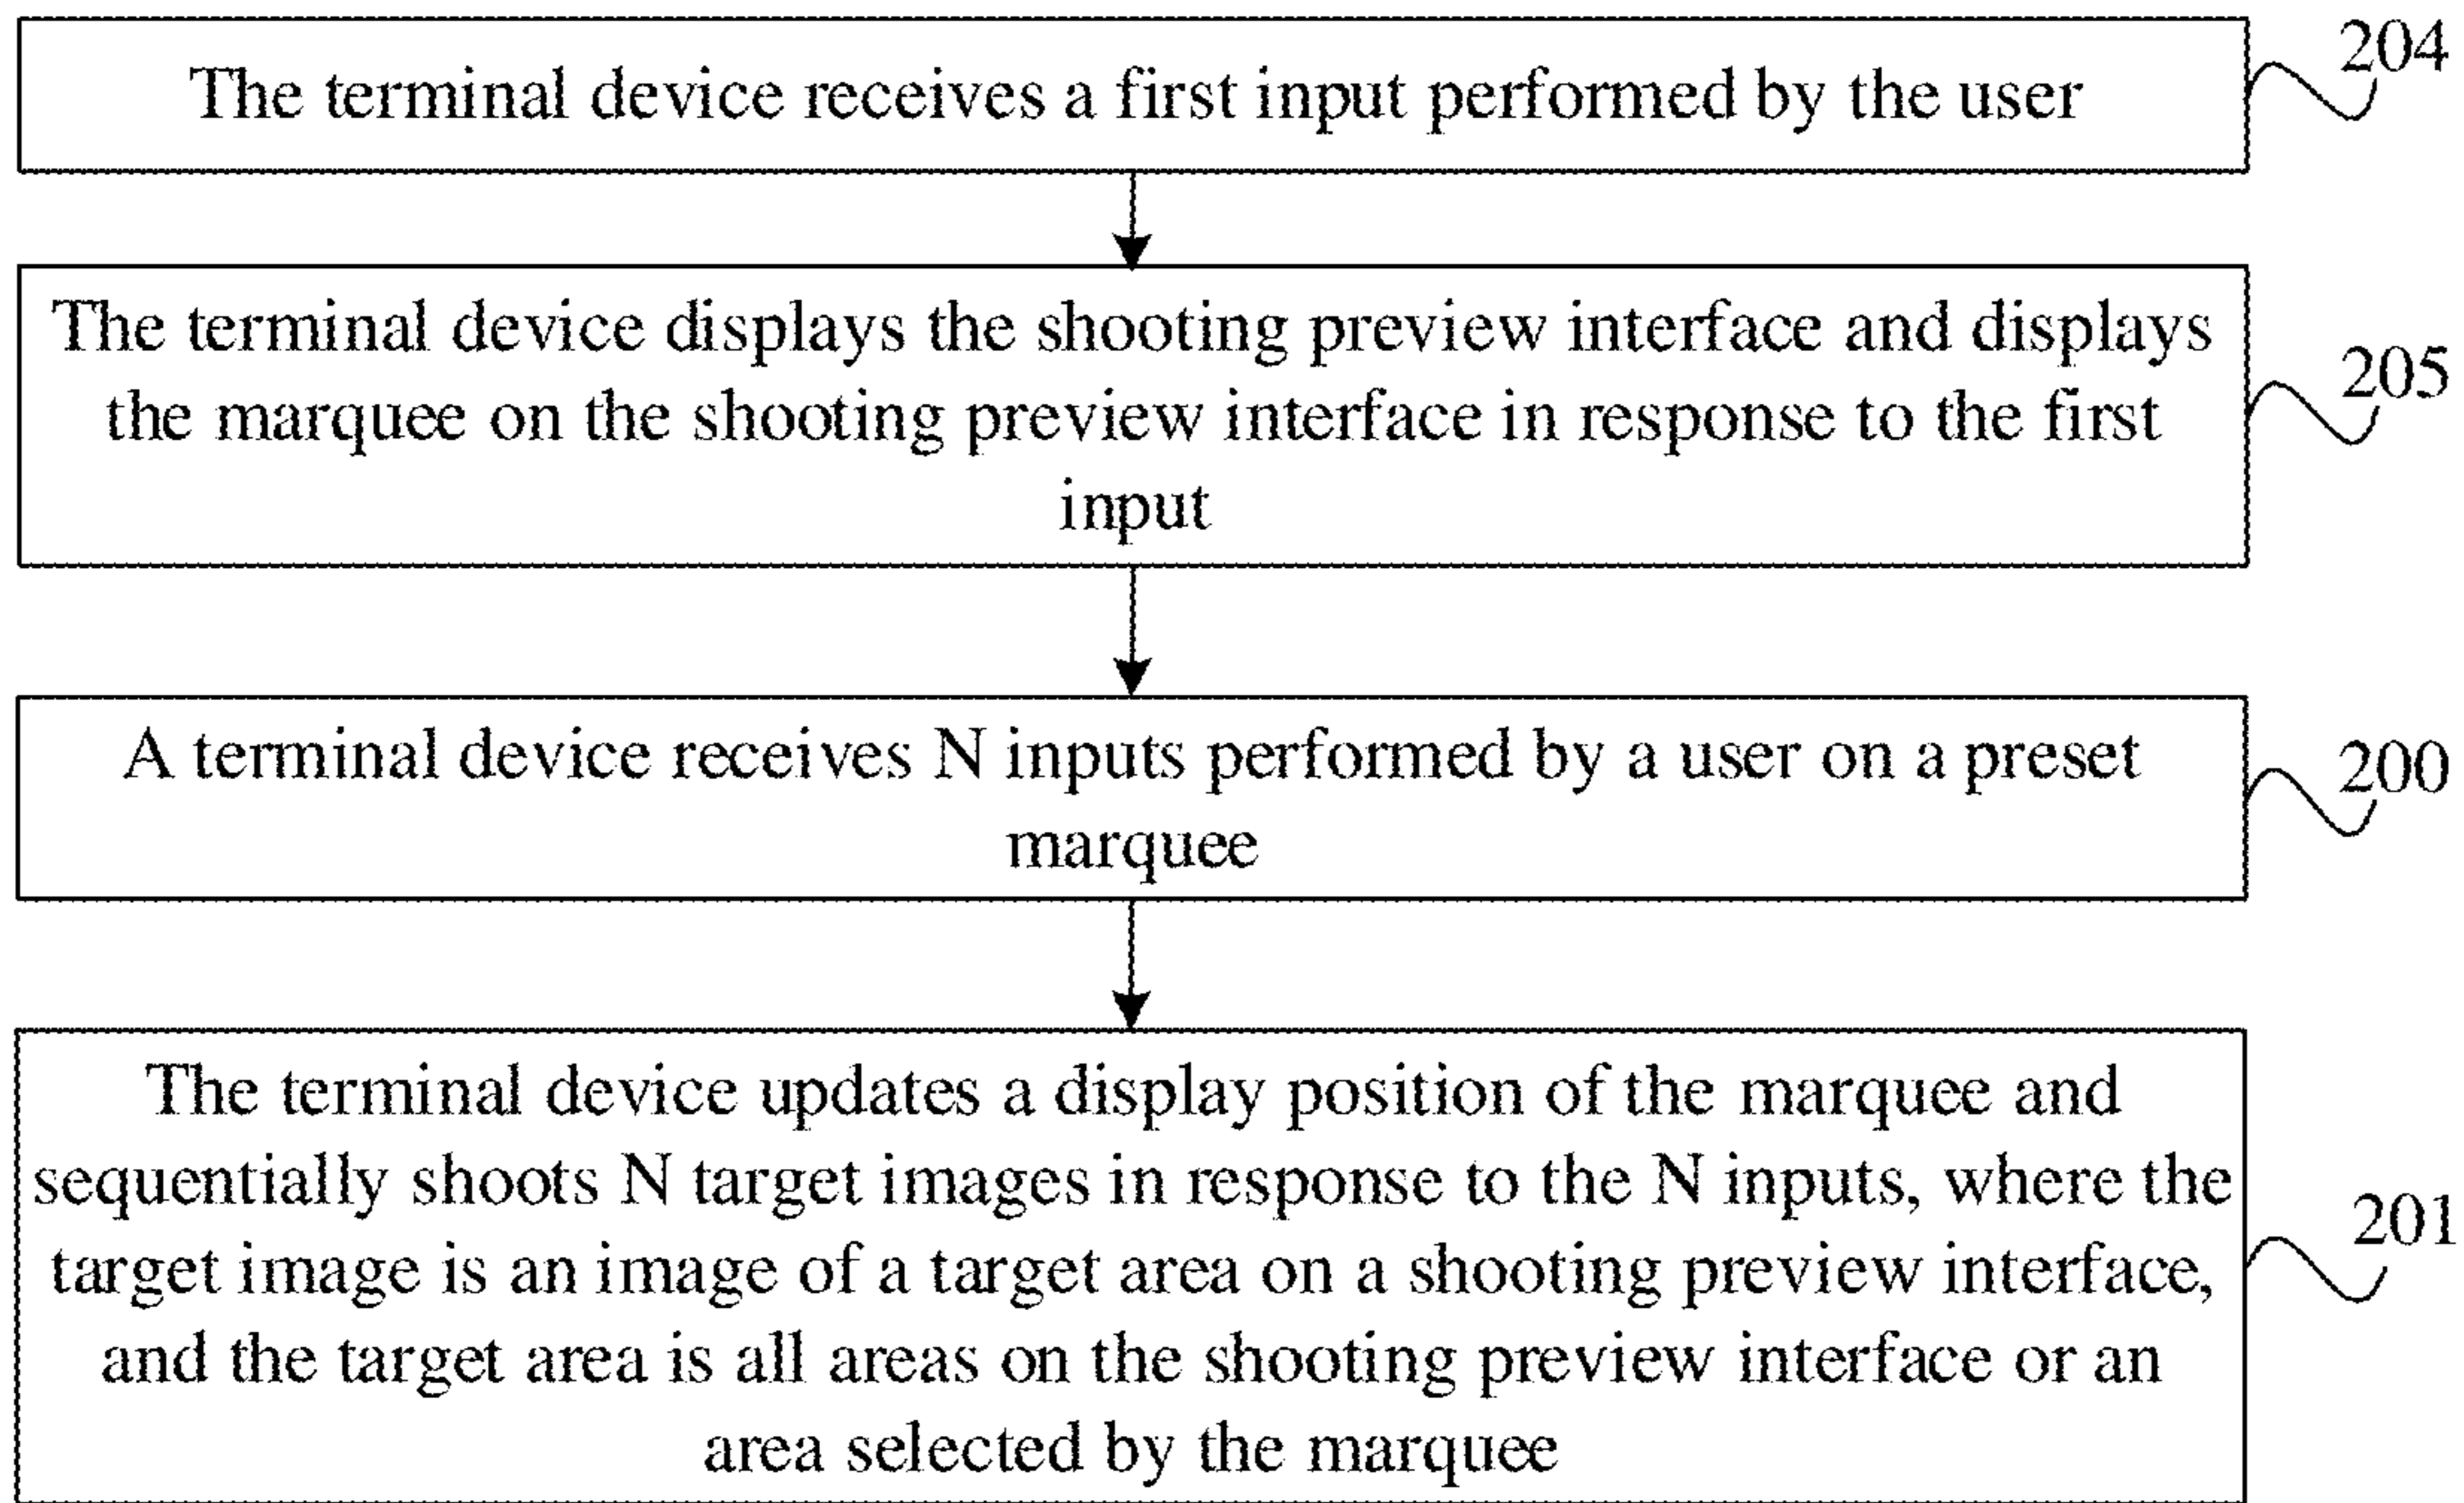 The terminal device receives a first input performed by the user
204
The terminal device displays the shooting preview interface and displays
the marquee on the shooting preview interface in response to the first
input
205
A terminal device receives N inputs performed by a user on a preset
marquee
200
The terminal device updates a display position of the marquee and
sequentially shoots N target images in response to the N inputs, where the
target image is an image of a target area on a shooting preview interface,
and the target area is all areas on the shooting preview interface or an
area selected by the marquee
201